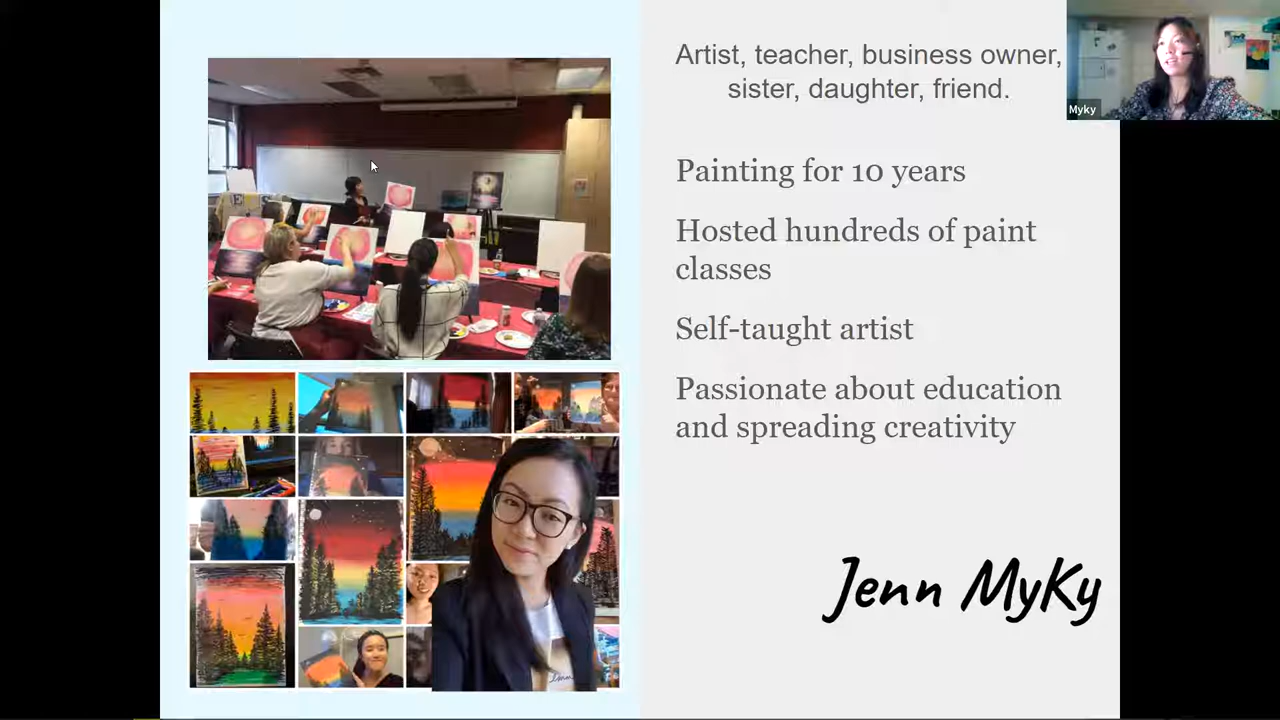 Artist, teacher, business owner,
sister, daughter, friend.
Myky
Painting for 10 years
Hosted hundreds of paint
classes
Self-taught artist
Passionate about education
and spreading creativity
Jenn MyKy